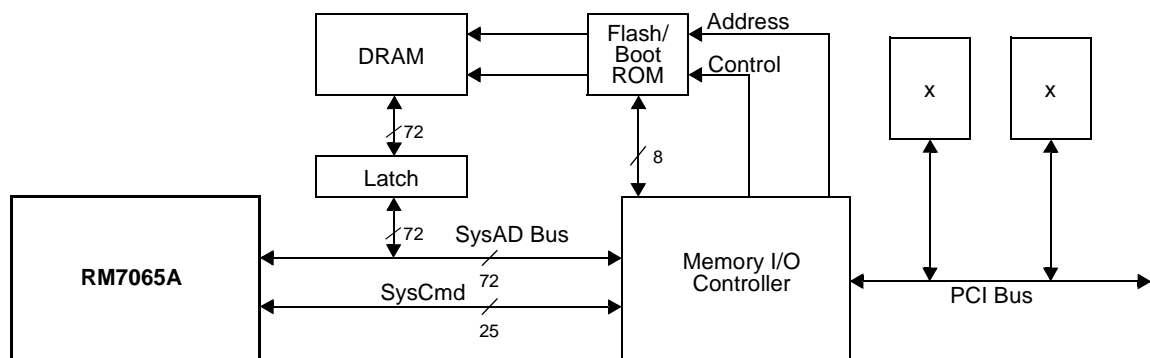 DRAM
Flash/
Boot
ROM
Address
Control
x
x
72
8
Latch
72
SysAD Bus
72
RM7065A
Memory I/O
Controller
SysCmd
25
PCI Bus